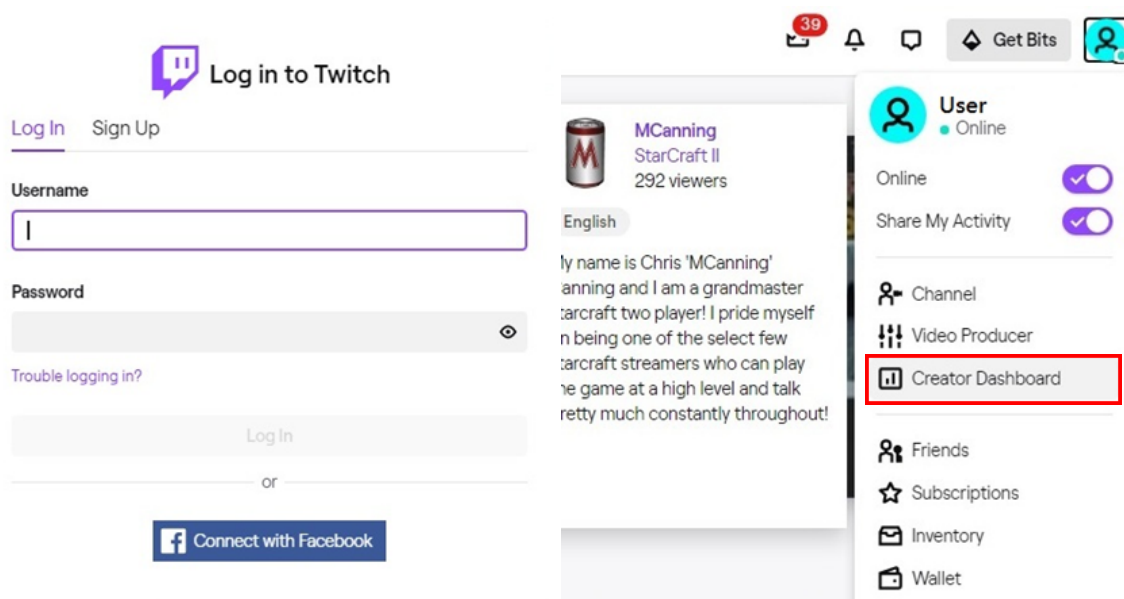 Log in to Twitch
Log In Sign Up
Username
Password
Trouble logging in?
Log In
or
Connect with Facebook
39
Get Bits
MCanning
StarCraft II
292 viewers
English
y name is Chris 'MCanning'
anning and I am a grandmaster
tarcraft two player! I pride myself
n being one of the select few
tarcraft streamers who can play
he game at a high level and talk
retty much constantly throughout!
User
Online
Online
Share My Activity
Channel
Video Producer
Creator Dashboard
Friends
Subscriptions
Inventory
Wallet